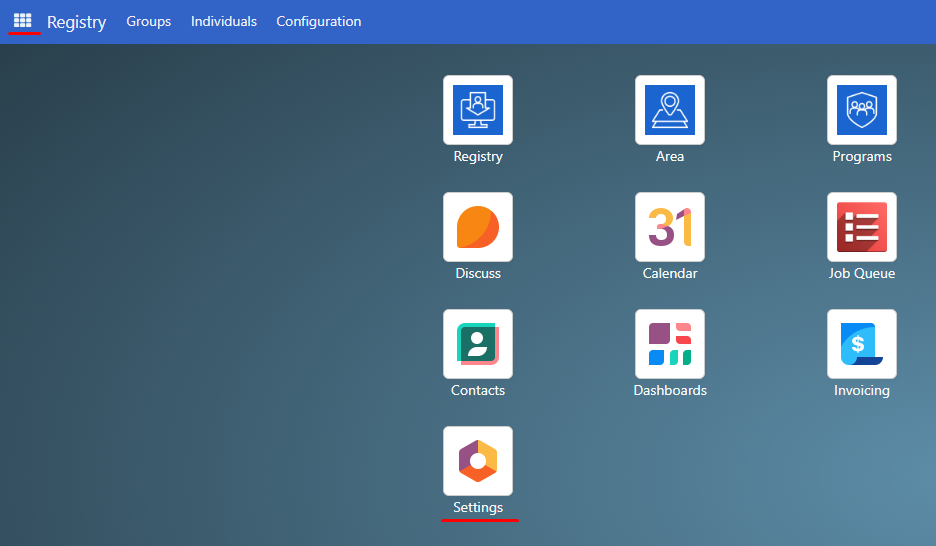 Registry Groups Individuals Configuration
Registry Area Programs
31
Discuss Calendar Job Queue
$
Contacts Dashboards Invoicing
Settings